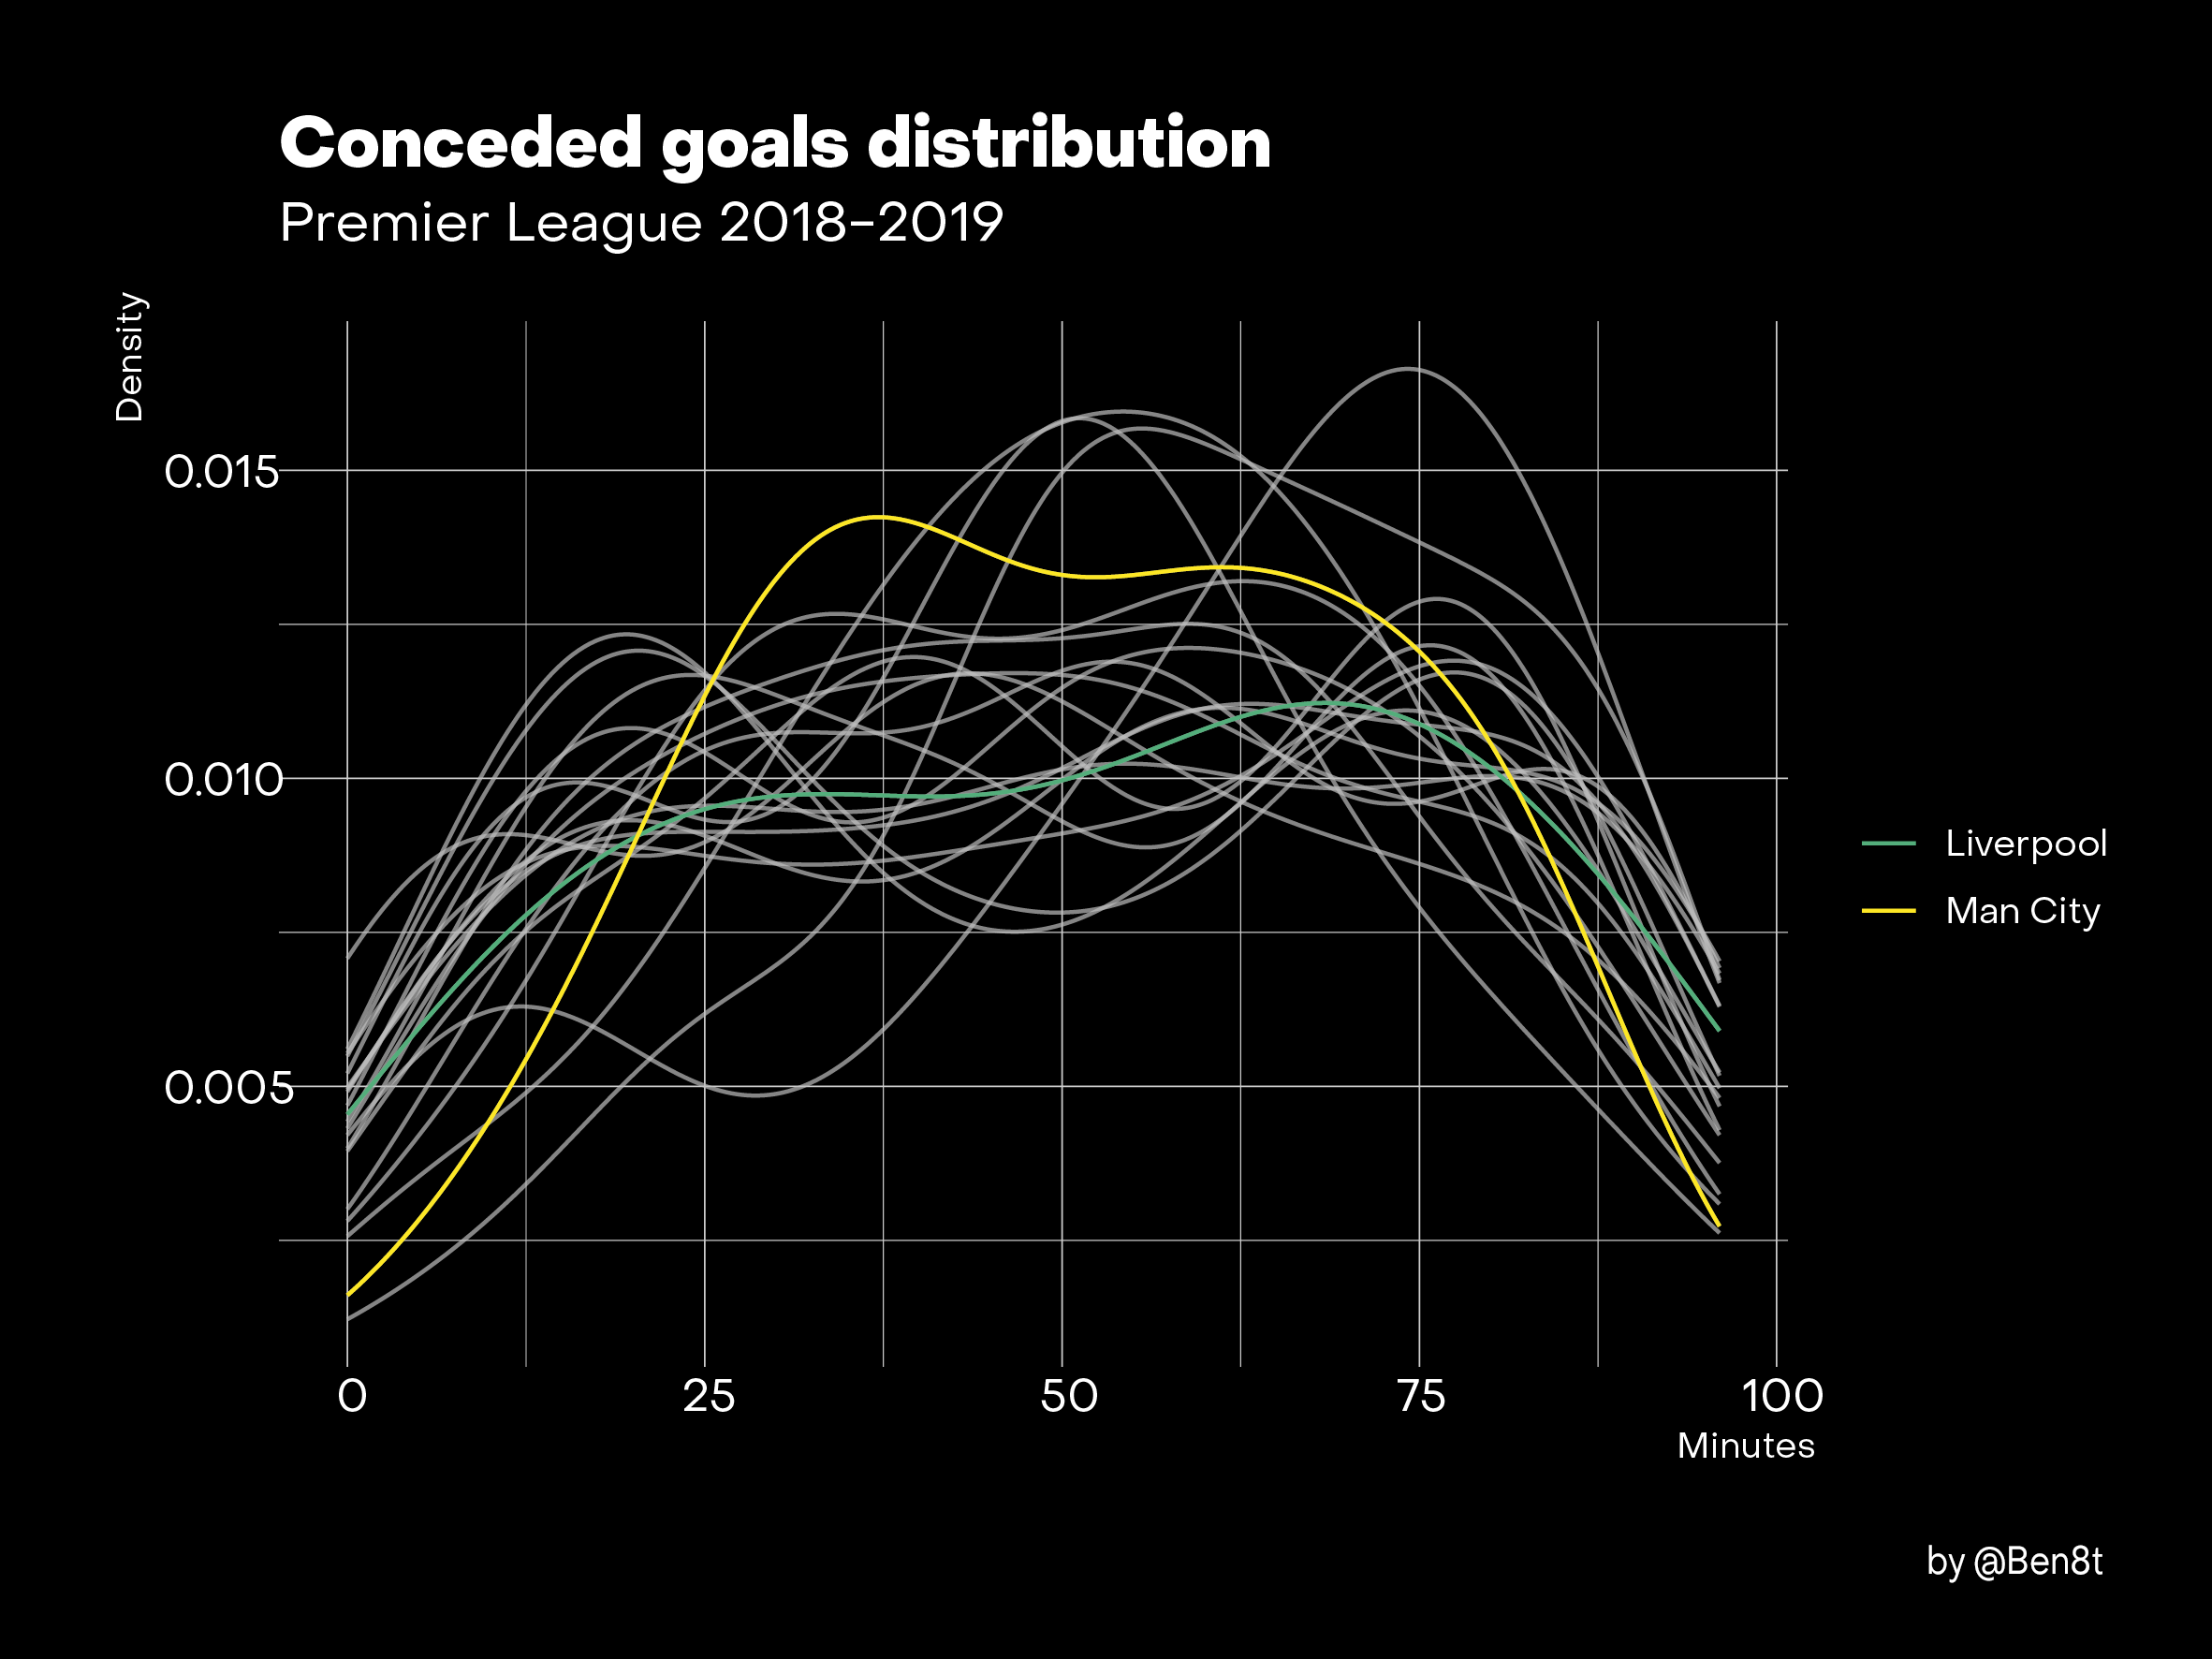 Conceded goals distribution
Premier League 2018-2019
Density
0.015
0.010
0.005
0 25 50 75 100
Minutes
Liverpool
Man City
by @Ben8t